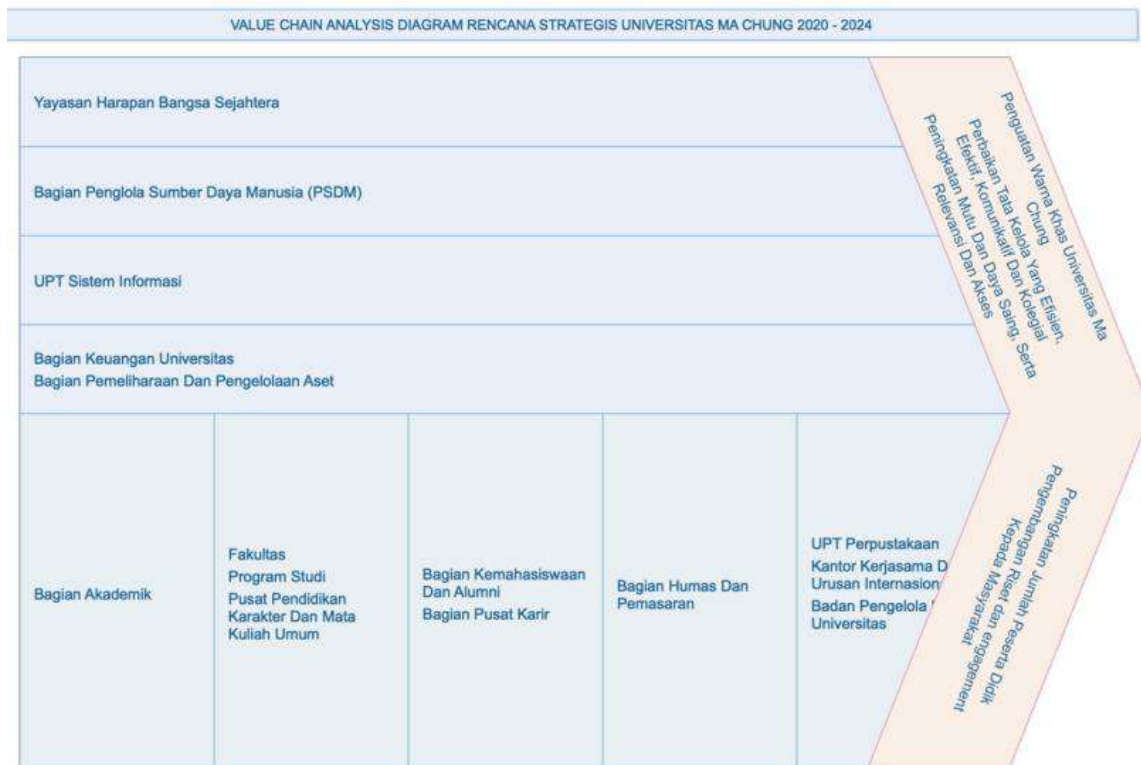 VALUE CHAIN ANALYSIS DIAGRAM RENCANA STRATEGIS UNIVERSITAS MA CHUNG 2020 - 2024
Yayasan Harapan Bangsa Sejahtera
Bagian Penglola Sumber Daya Manusia (PSDM)
UPT Sistem Informasi
Bagian Keuangan Universitas
Bagian Pemeliharaan Dan Pengelolaan Aset
Penguatan Warna Khas Universitas Ma
Chung
Perbaikan Tata Kelola Yang Efisien,
Efektif, Komunikatif Dan Kolegial
Peningkatan Mutu Dan Daya Saing, Serta
Relevansi Dan Akses
Bagian Akademik
Fakultas
Program Studi
Pusat Pendidikan
Karakter Dan Mata
Kuliah Umum
Bagian Kemahasiswaan
Dan Alumni
Bagian Pusat Karir
Bagian Humas Dan
Pemasaran
UPT Perpustakaan
Kantor Kerjasama D
Urusan Internasion
Badan Pengelola
Universitas
Peningkatan Jumlah Peserta Didik
Pengembangan Riset dan engagement
Kepada Masyarakat